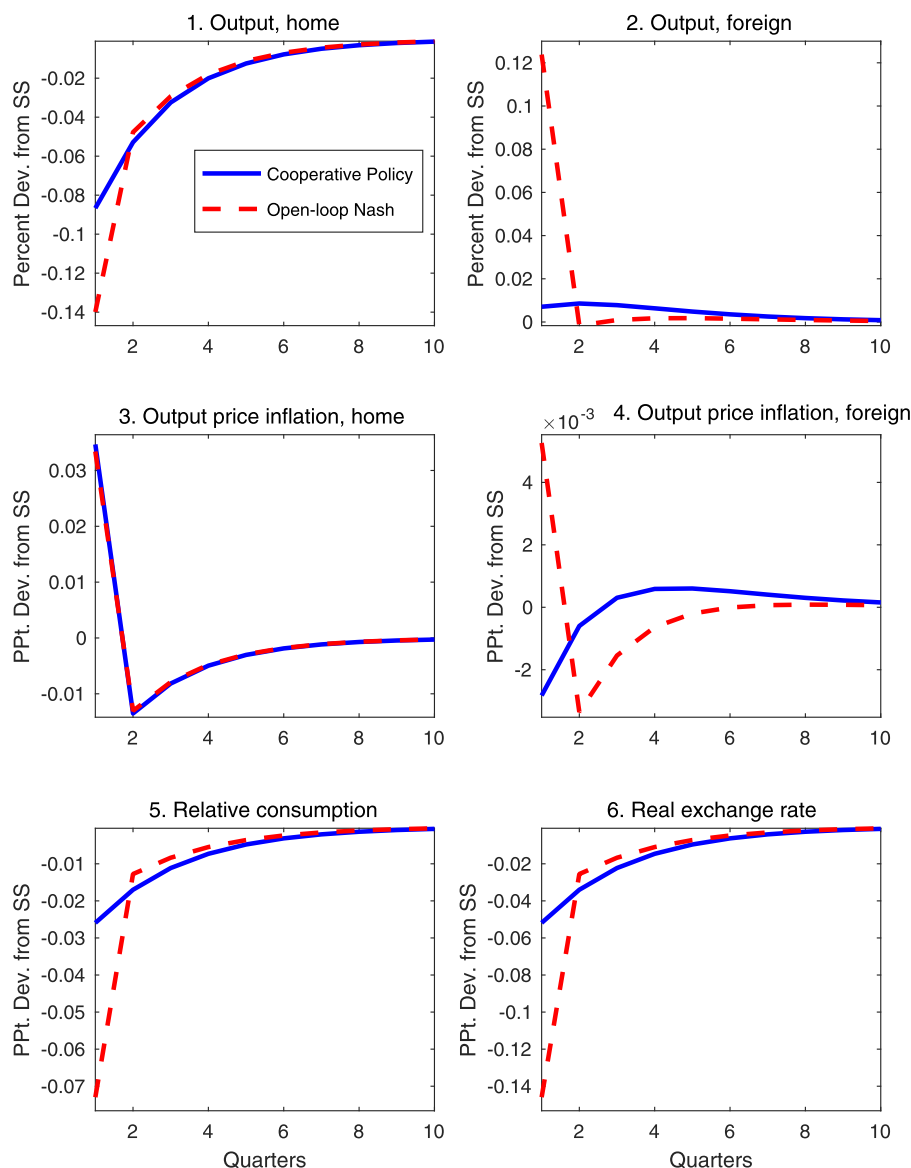 1. Output, home
Percent Dev. from SS
-0.02
-0.04
-0.06
-0.08
-0.1
-0.12
-0.14
2 4 6 8 10
Cooperative Policy
Open-loop Nash
2. Output, foreign
Percent Dev. from SS
0.12
0.1
0.08
0.06
0.04
0.02
0
2 4 6 8 10
3. Output price inflation, home
PPt. Dev. from SS
0.03
0.02
0.01
0
-0.01
2 4 6 8 10
4. Output price inflation, foreign
×10⁻³
PPt. Dev. from SS
4
2
0
-2
2 4 6 8 10
5. Relative consumption
PPt. Dev. from SS
-0.01
-0.02
-0.03
-0.04
-0.05
-0.06
-0.07
2 4 6 8 10
Quarters
6. Real exchange rate
PPt. Dev. from SS
-0.02
-0.04
-0.06
-0.08
-0.1
-0.12
-0.14
2 4 6 8 10
Quarters